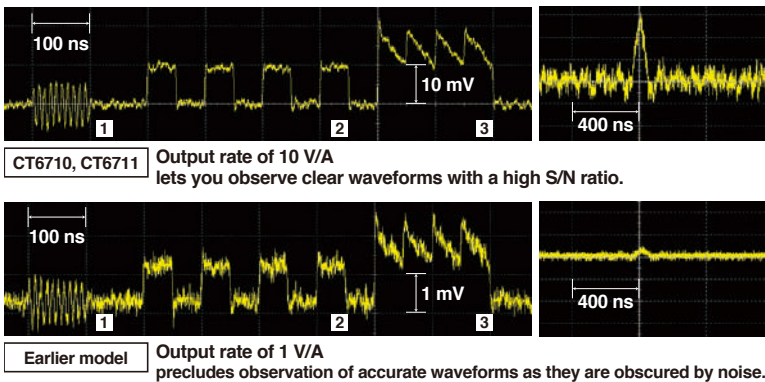 100 ns
10 mV
400 ns
1
2
3
CT6710, CT6711
Output rate of 10 V/A
lets you observe clear waveforms with a high S/N ratio.
100 ns
1 mV
400 ns
1
2
3
Earlier model
Output rate of 1 V/A
precludes observation of accurate waveforms as they are obscured by noise.